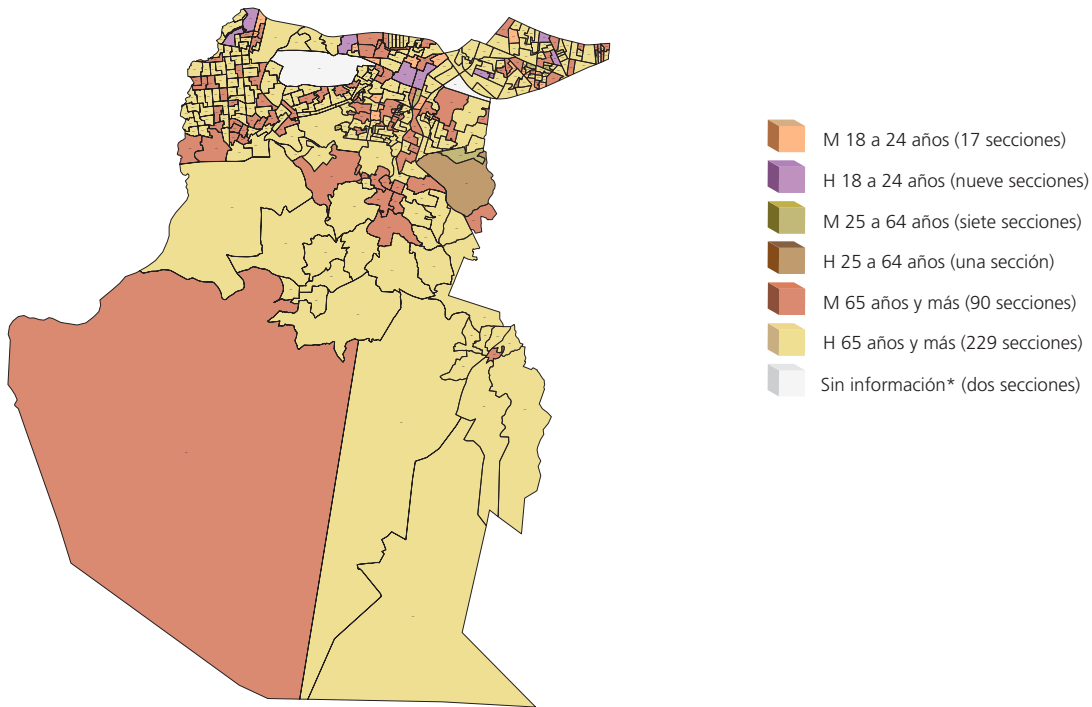 M 18 a 24 años (17 secciones)
H 18 a 24 años (nueve secciones)
M 25 a 64 años (siete secciones)
H 25 a 64 años (una sección)
M 65 años y más (90 secciones)
H 65 años y más (229 secciones)
Sin información* (dos secciones)